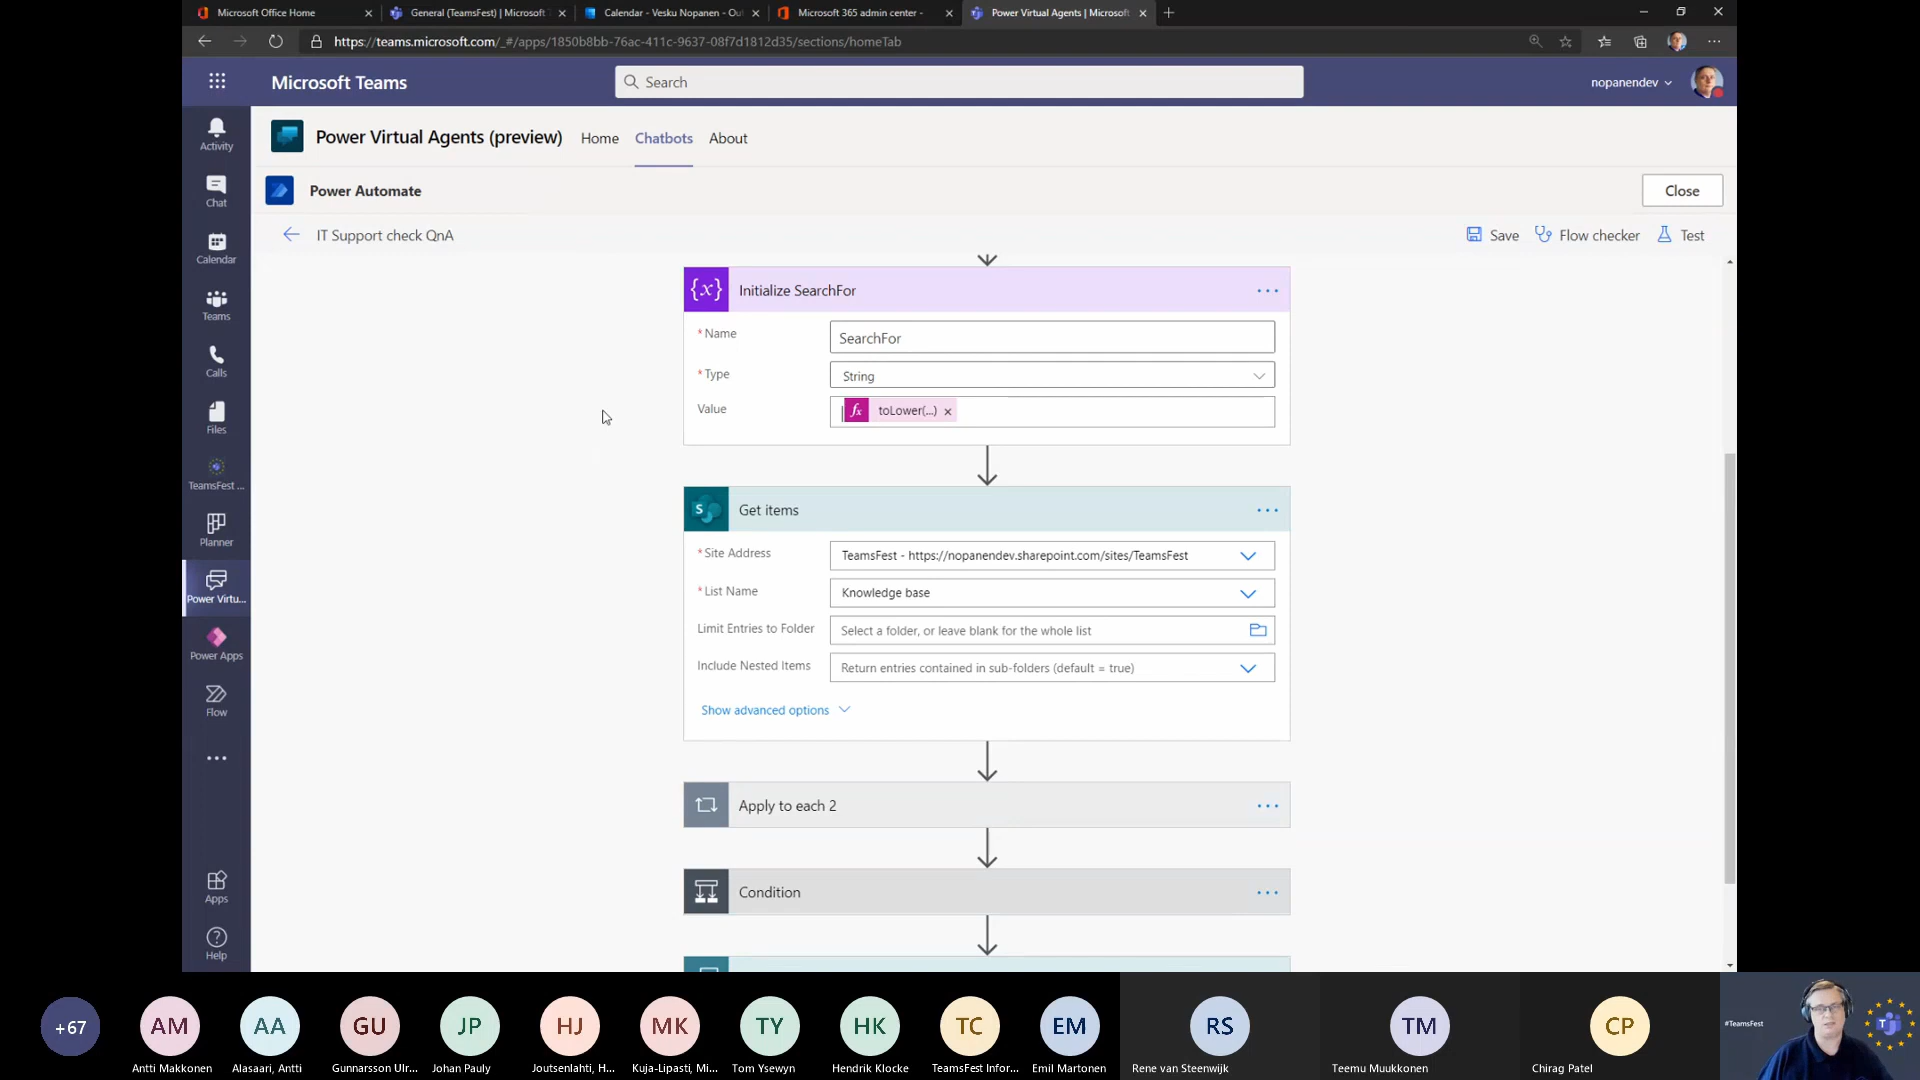 Microsoft Office Home
General (TeamsFest) | Microsoft
Calendar - Vesku Nopanen - Out
Microsoft 365 admin center -
Power Virtual Agents | Microsoft
https://teams.microsoft.com/_#/apps/1850b8bb-76ac-411c-9637-08f7d1812d35/sections/homeTab
Microsoft Teams
Search
nopanendev
Activity
Chat
Calendar
Teams
Calls
Files
TeamsFest ...
Planner
Power Virtu...
Power Apps
Flow
Apps
Help
Power Virtual Agents (preview)
Home
Chatbots
About
Power Automate
Close
IT Support check QnA
Save
Flow checker
Test
{x}
Initialize SearchFor
* Name
SearchFor
* Type
String
Value
fx
toLower(...)
S
Get items
* Site Address
TeamsFest - https://nopanendev.sharepoint.com/sites/TeamsFest
* List Name
Knowledge base
Limit Entries to Folder
Select a folder, or leave blank for the whole list
Include Nested Items
Return entries contained in sub-folders (default = true)
Show advanced options
Apply to each 2
Condition
+67
AM
AA
GU
JP
HJ
MK
TY
HK
TC
EM
RS
TM
CP
Antti Makkonen
Alasaari, Antti
Gunnarsson Ulr...
Johan Pauly
Joutsenlahti, H...
Kuja-Lipasti, Mi...
Tom Ysewyn
Hendrik Klocke
TeamsFest Infor...
Emil Martonen
Rene van Steenwijk
Teemu Muukkonen
Chirag Patel
#TeamsFest